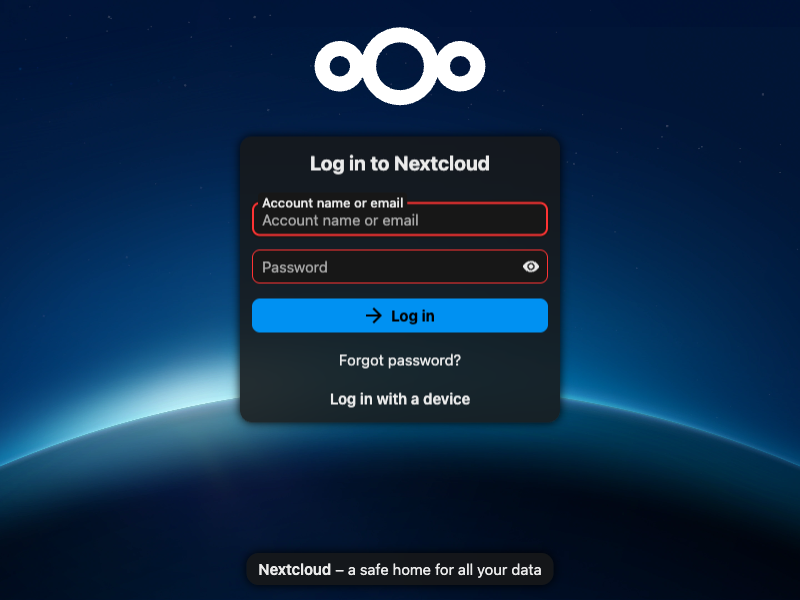 Log in to Nextcloud
Account name or email
Account name or email
Password
Log in
Forgot password?
Log in with a device
Nextcloud – a safe home for all your data